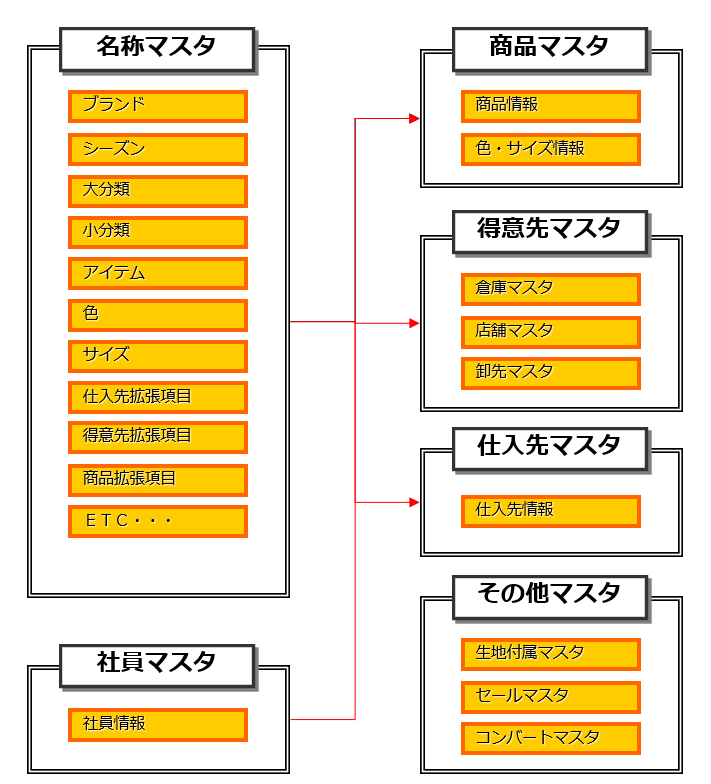 名称マスタ
ブランド
シーズン
大分類
小分類
アイテム
色
サイズ
仕入先拡張項目
得意先拡張項目
商品拡張項目
ＥＴＣ・・・
社員マスタ
社員情報
商品マスタ
商品情報
色・サイズ情報
得意先マスタ
倉庫マスタ
店舗マスタ
卸先マスタ
仕入先マスタ
仕入先情報
その他マスタ
生地付属マスタ
セールマスタ
コンバートマスタ